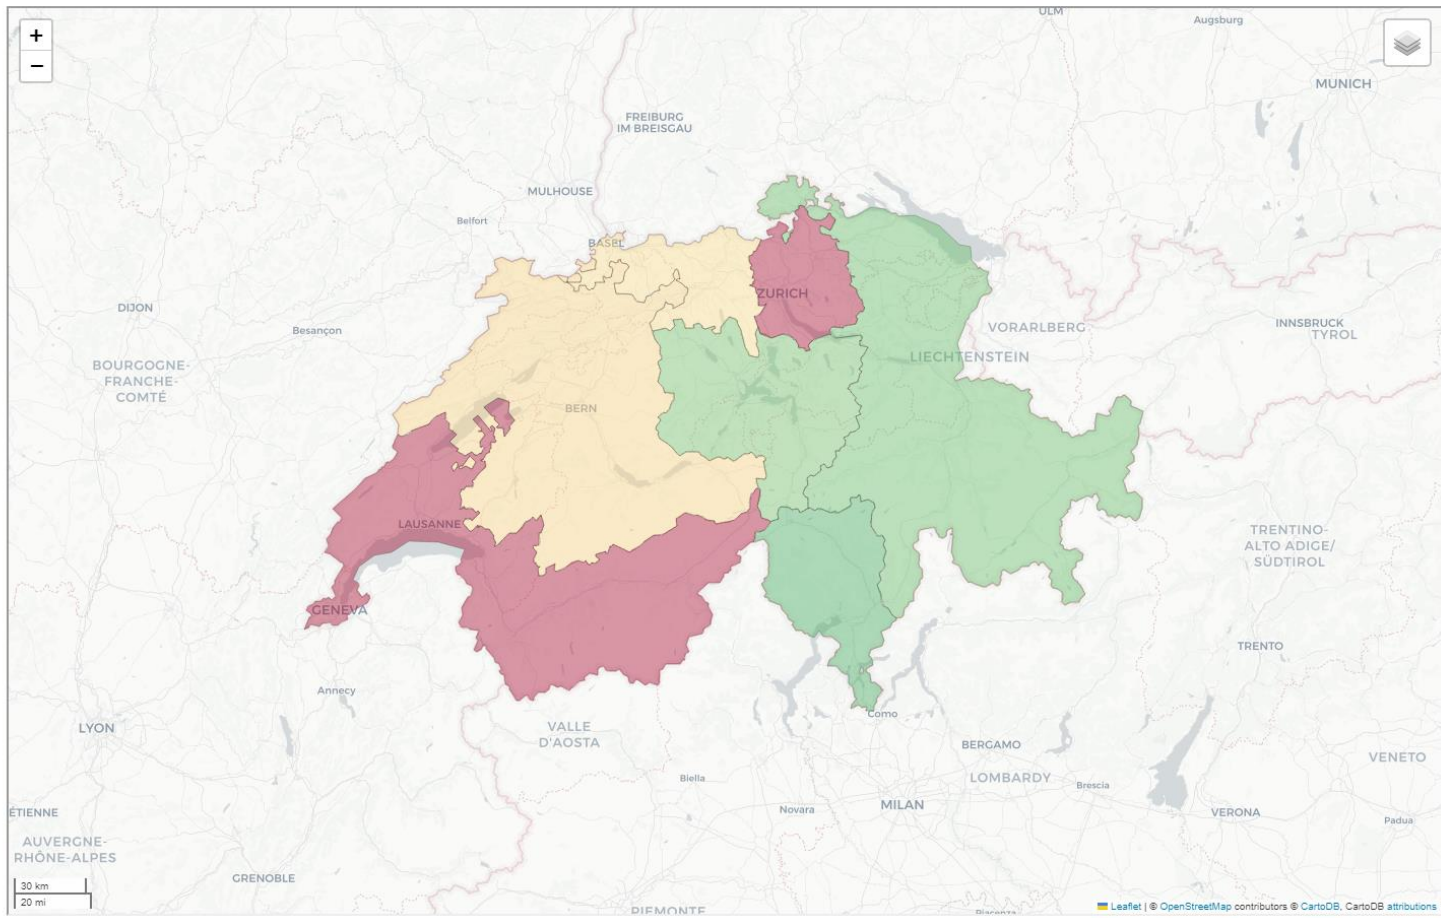 ULM
Augsburg
+
−
MUNICH
FREIBURG
IM BREISGAU
MULHOUSE
Belfort
BASEL
ZURICH
DIJON
Besançon
VORARLBERG
INNSBRUCK
TYROL
LIECHTENSTEIN
BOURGOGNE-
FRANCHE-
COMTÉ
BERN
LAUSANNE
TRENTINO-
ALTO ADIGE/
SÜDTIROL
GENEVA
TRENTO
Annecy
Como
LYON
VALLE
D'AOSTA
BERGAMO
VENETO
LOMBARDY
Biella
Brescia
Novara
MILAN
ÉTIENNE
VERONA
Padua
AUVERGNE-
RHÔNE-ALPES
GRENOBLE
30 km
20 mi
PIEMONTE
Piacenza
Leaflet | © OpenStreetMap contributors © CartoDB, CartoDB attributions